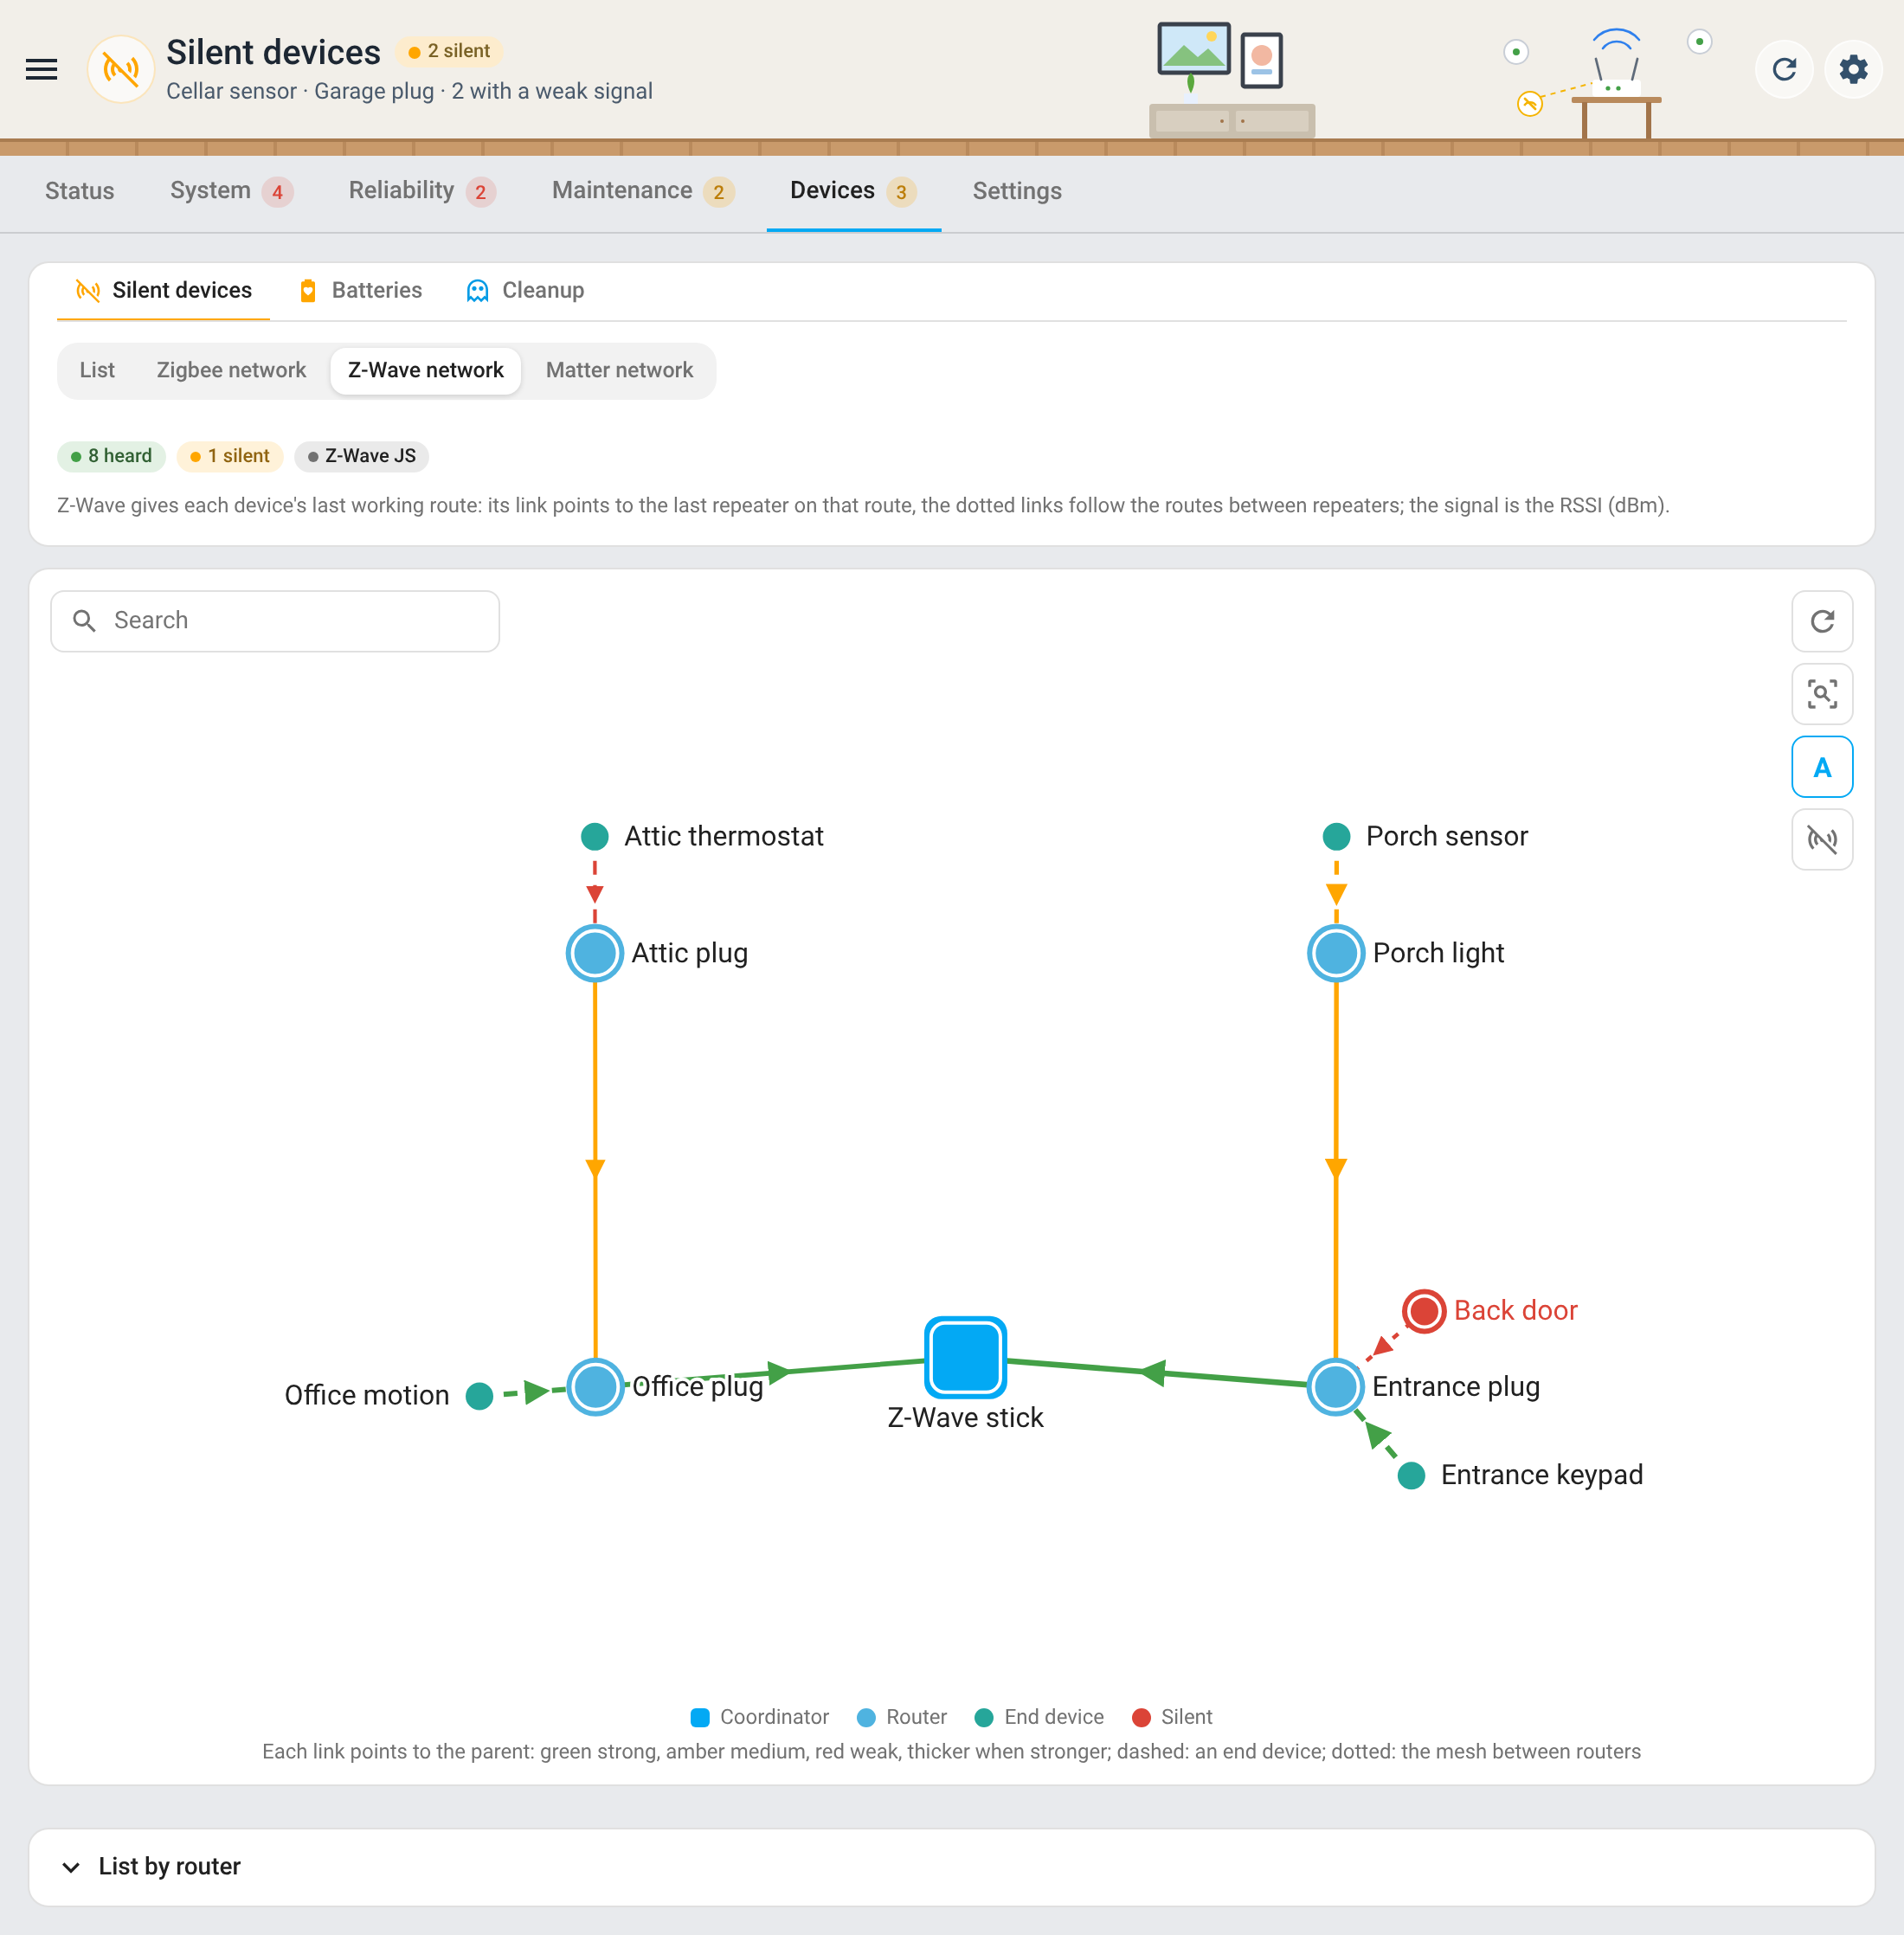 Silent devices 2 silent
Cellar sensor · Garage plug · 2 with a weak signal
Status System 4 Reliability 2 Maintenance 2 Devices 3 Settings
Silent devices Batteries Cleanup
List Zigbee network Z-Wave network Matter network
8 heard 1 silent Z-Wave JS
Z-Wave gives each device's last working route: its link points to the last repeater on that route, the dotted links follow the routes between repeaters; the signal is the RSSI (dBm).
Search
A
Attic thermostat
Porch sensor
Attic plug
Porch light
Back door
Office motion
Office plug
Entrance plug
Z-Wave stick
Entrance keypad
Coordinator Router End device Silent
Each link points to the parent: green strong, amber medium, red weak, thicker when stronger; dashed: an end device; dotted: the mesh between routers
List by router